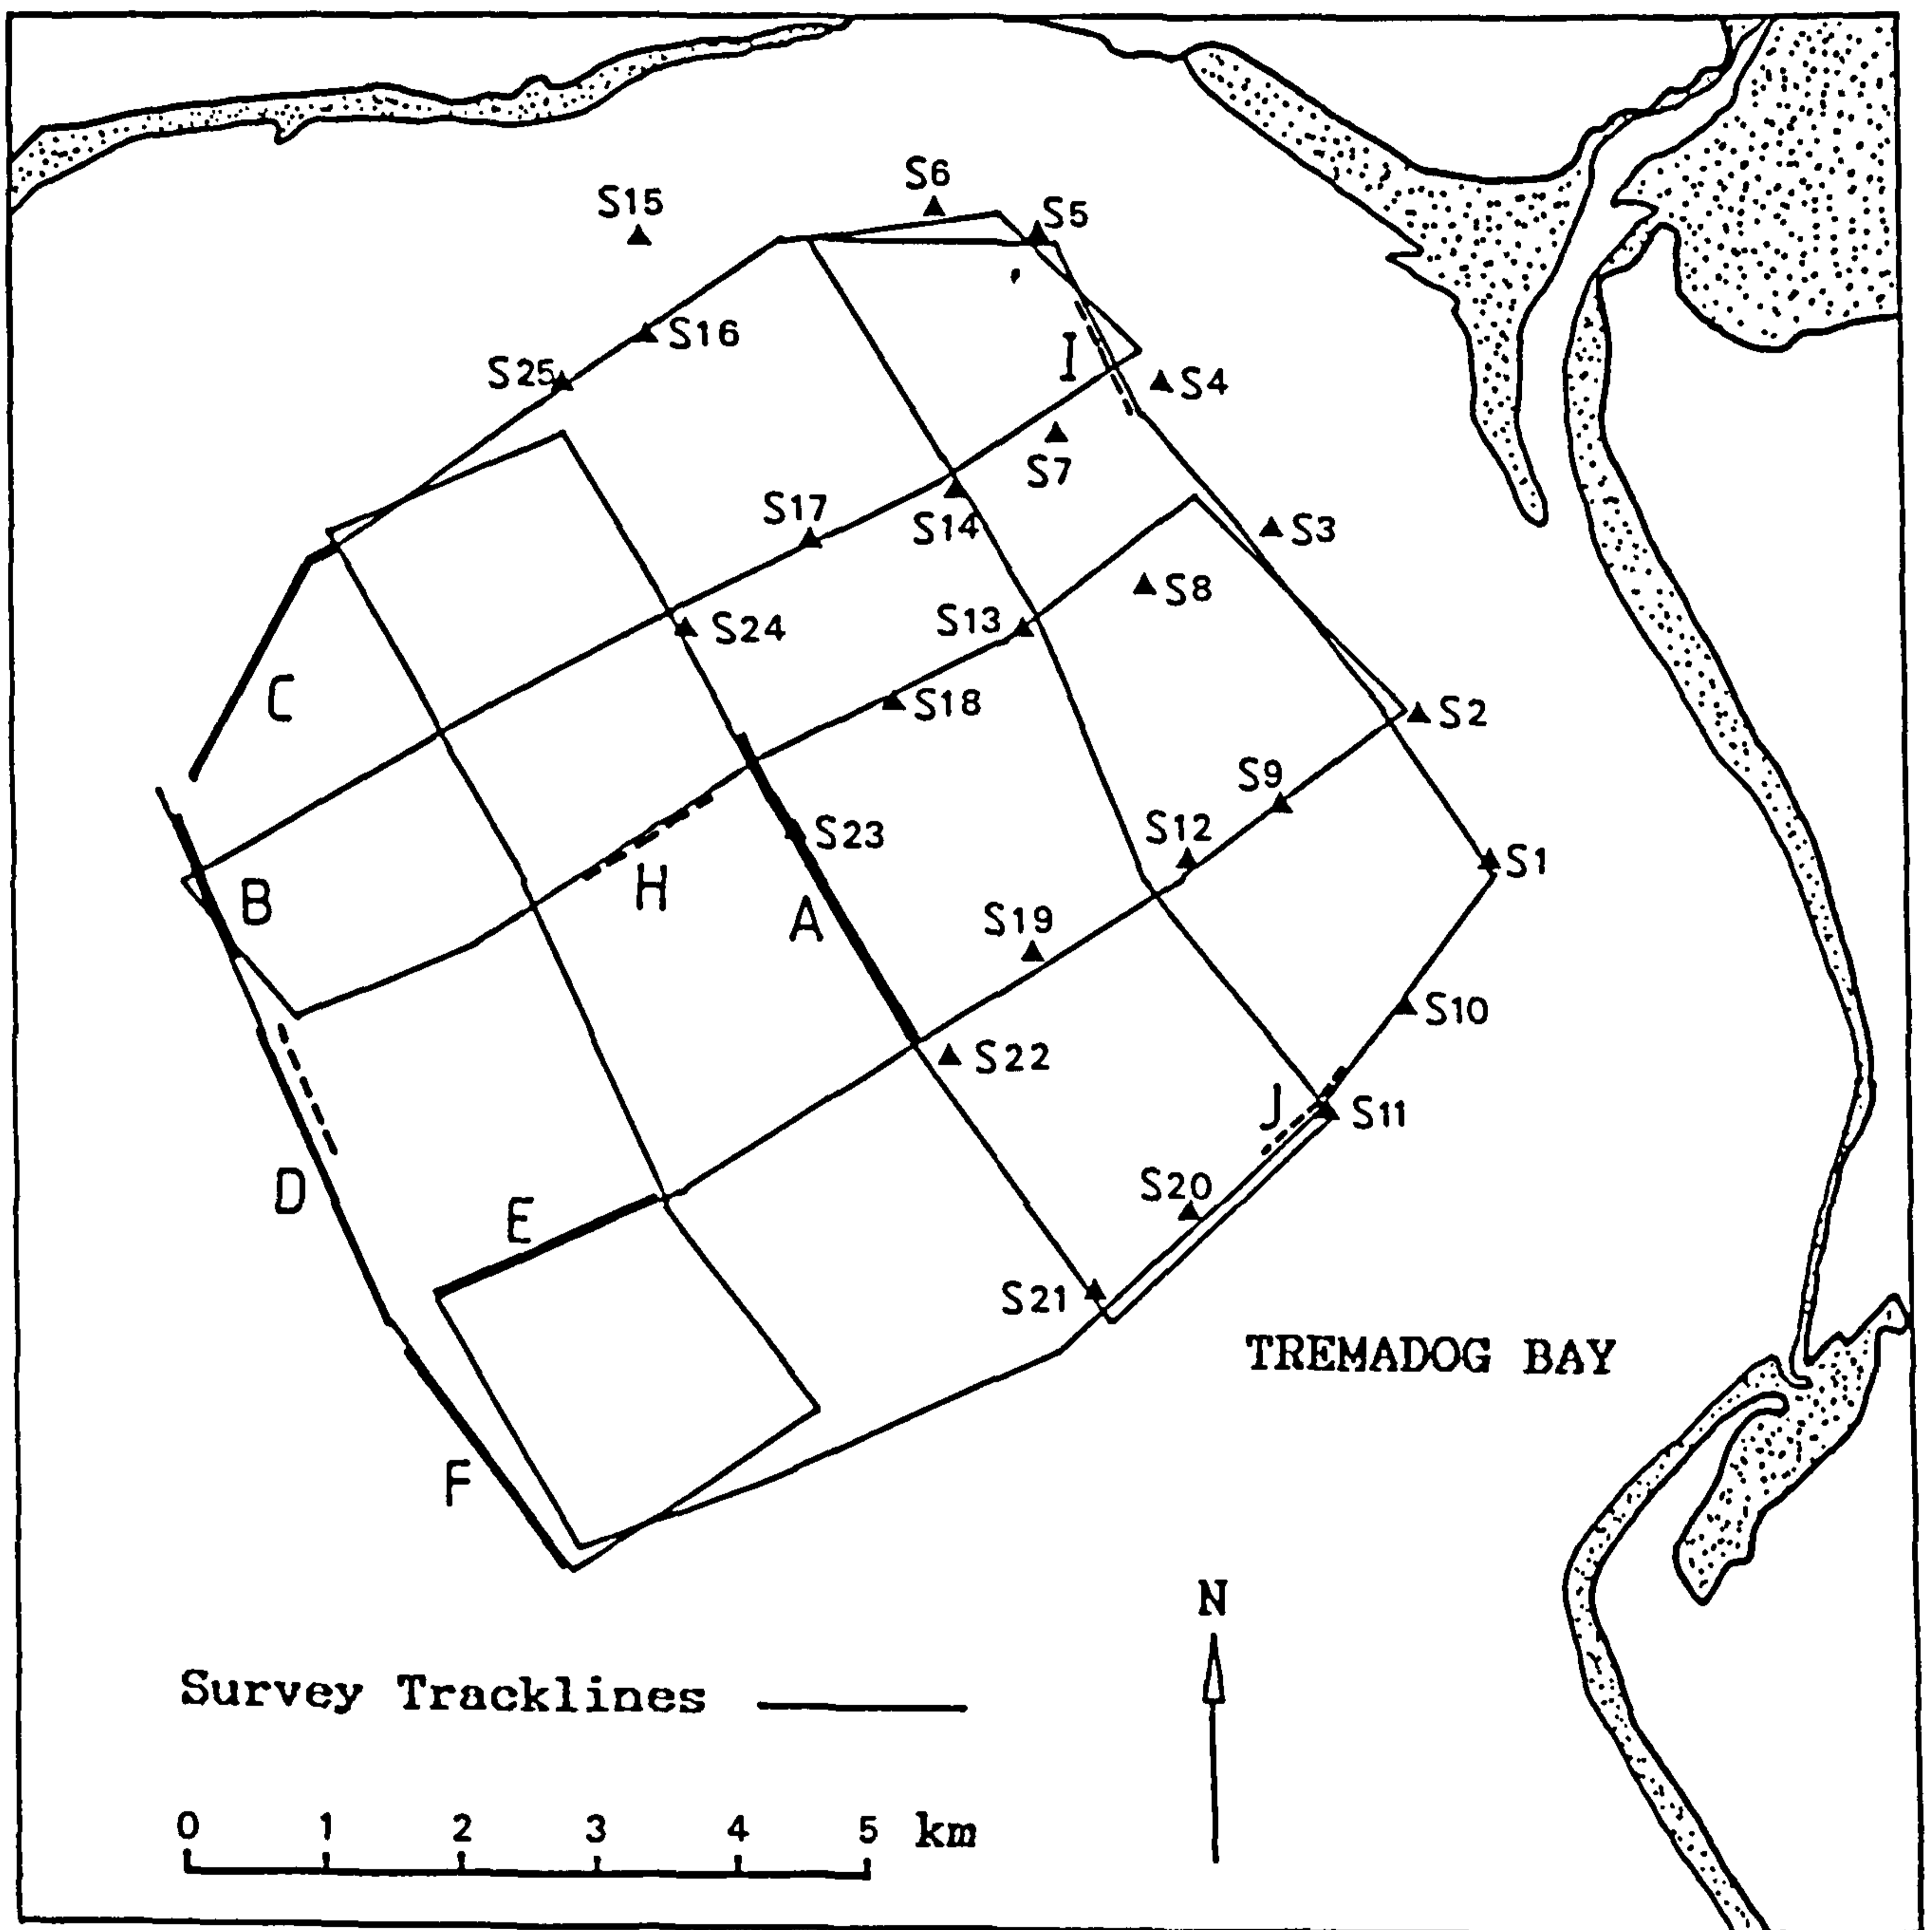 S6
S15
S5
S16
S25
I
S4
S7
S17
S14
S3
S8
S13
S24
C
S18
S2
S9
S23
S12
S1
H
B
A
S19
S10
S22
J
S11
D
S20
E
S21
TREMADOG BAY
F
N
Survey Tracklines
0 1 2 3 4 5 km